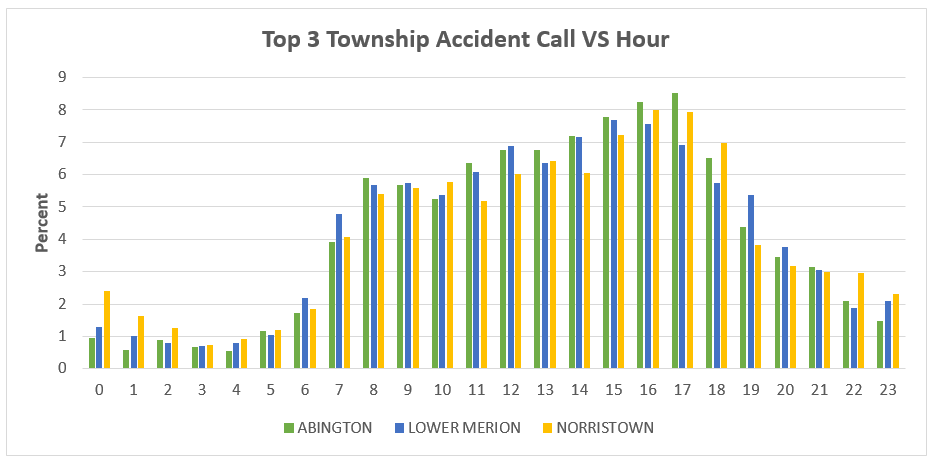 Top 3 Township Accident Call VS Hour
9
8
7
6
5
4
3
2
1
0
Percent
0 1 2 3 4 5 6 7 8 9 10 11 12 13 14 15 16 17 18 19 20 21 22 23
ABINGTON LOWER MERION NORRISTOWN